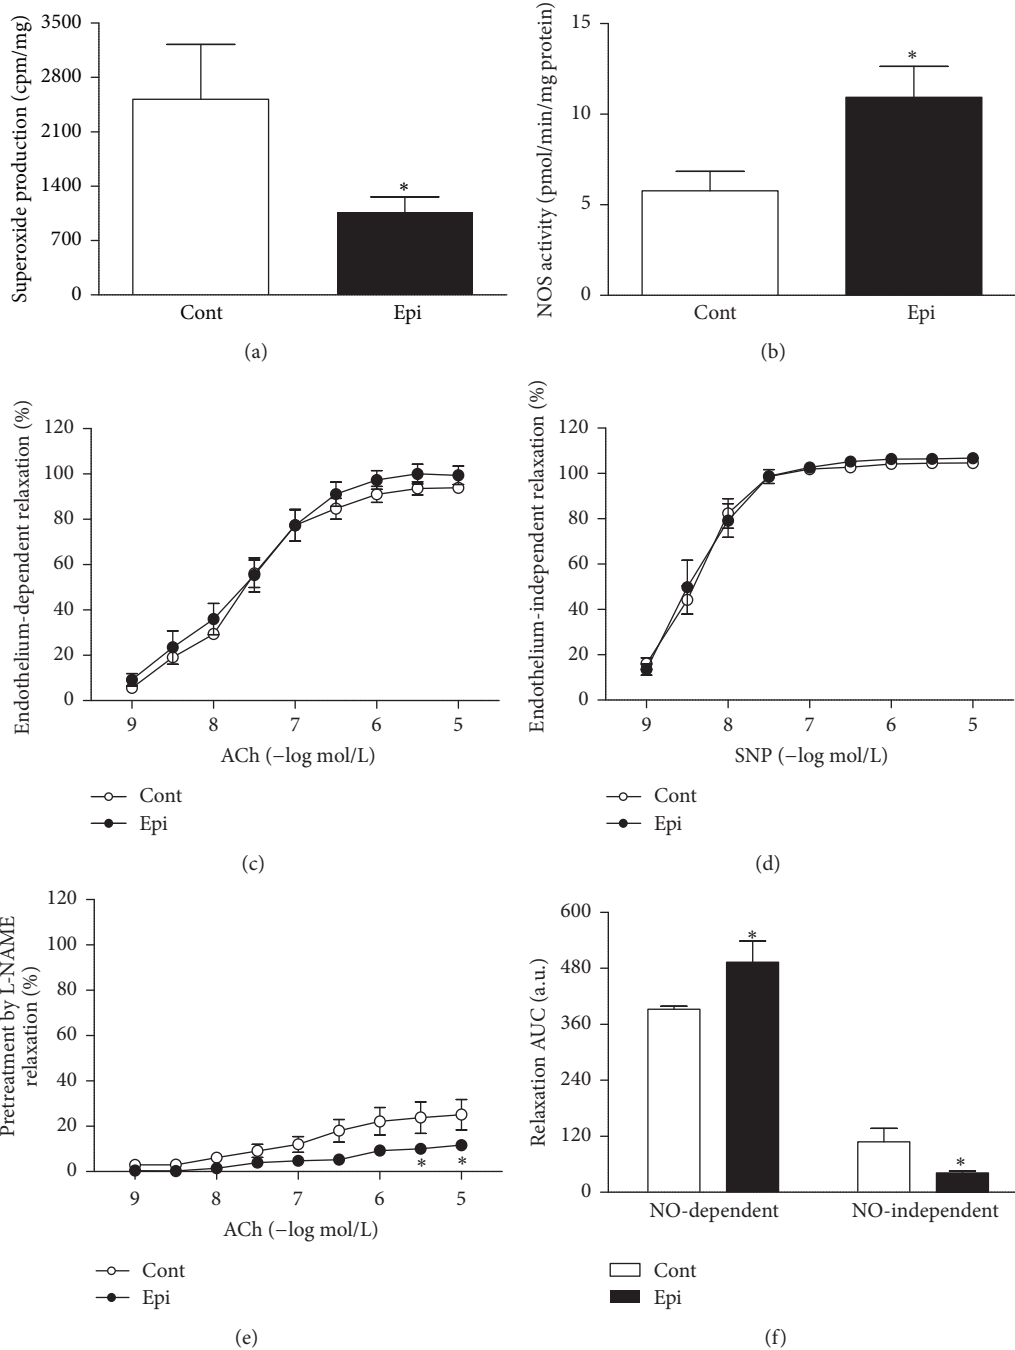 Superoxide production (cpm/mg)
3500
2800
2100
1400
700
0
*
Cont Epi
(a)
NOS activity (pmol/min/mg protein)
15
10
5
0
*
Cont Epi
(b)
Endothelium-dependent relaxation (%)
120
100
80
60
40
20
0
9 8 7 6 5
ACh (−log mol/L)
Cont
Epi
(c)
Endothelium-independent relaxation (%)
120
100
80
60
40
20
0
9 8 7 6 5
SNP (−log mol/L)
Cont
Epi
(d)
Pretreatment by L-NAME
relaxation (%)
120
100
80
60
40
20
0
* *
9 8 7 6 5
ACh (−log mol/L)
Cont
Epi
(e)
Relaxation AUC (a.u.)
600
480
360
240
120
0
*
*
NO-dependent NO-independent
Cont
Epi
(f)